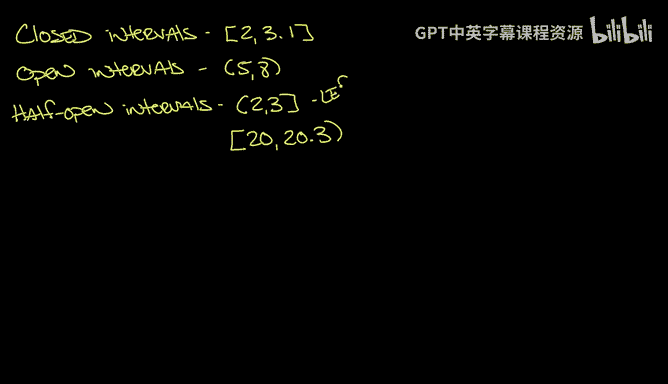 Closed intervals - [2, 3.1]
GPT中英字幕课程资源 bilibili
open intervals - (5,8)
Half-open intervals - (2,3] - Lef
[20, 20.3)